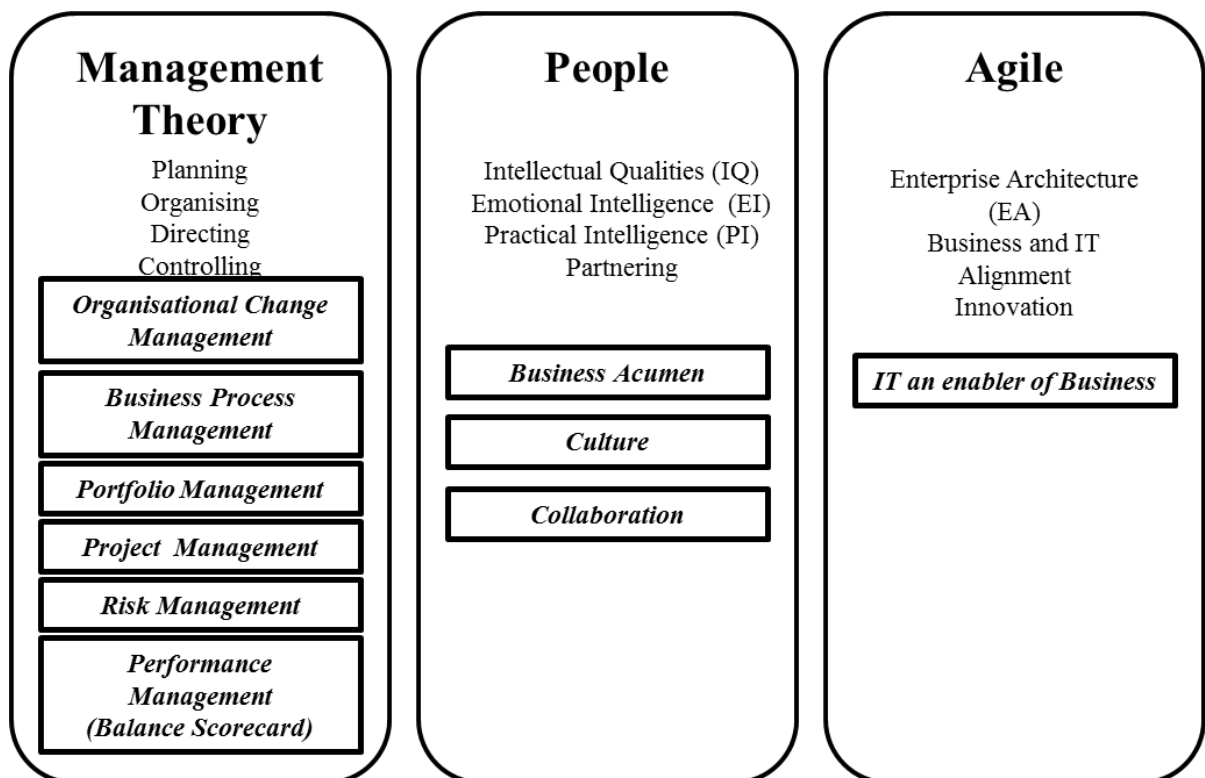 Management
Theory
Planning
Organising
Directing
Controlling
Organisational Change
Management
Business Process
Management
Portfolio Management
Project Management
Risk Management
Performance
Management
(Balance Scorecard)
People
Intellectual Qualities (IQ)
Emotional Intelligence (EI)
Practical Intelligence (PI)
Partnering
Business Acumen
Culture
Collaboration
Agile
Enterprise Architecture
(EA)
Business and IT
Alignment
Innovation
IT an enabler of Business